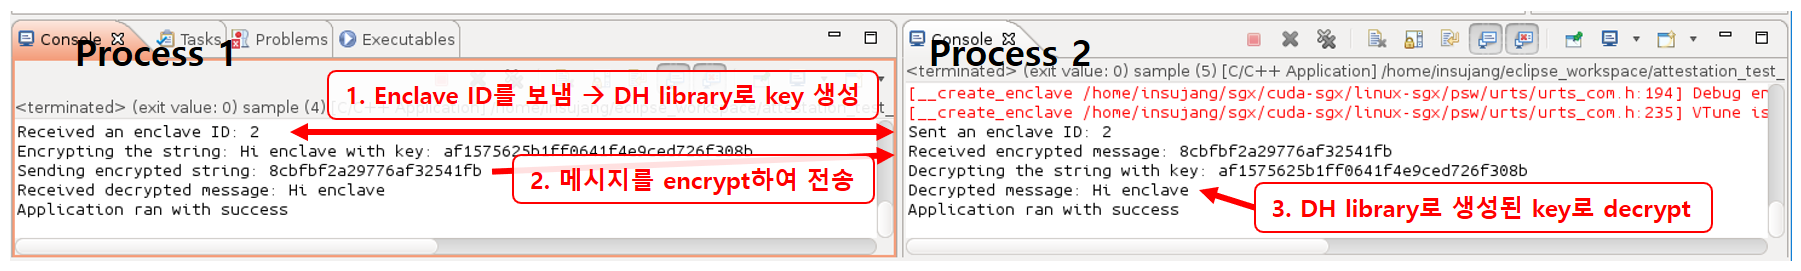 Console Tasks Problems Executables
Process 1
1. Enclave ID를 보냄 → DH library로 key 생성
<terminated> (exit value: 0) sample (4) [C/C++ Application] /home/insujang/eclipse_workspace/attestation_test_
Received an enclave ID: 2
Encrypting the string: Hi enclave with key: af1575625b1ff0641f4e9ced726f308b
Sending encrypted string: 8cbfbf2a29776af32541fb
2. 메시지를 encrypt하여 전송
Received decrypted message: Hi enclave
Application ran with success
Console
Process 2
<terminated> (exit value: 0) sample (5) [C/C++ Application] /home/insujang/eclipse_workspace/attestation_test_
[__create_enclave /home/insujang/sgx/cuda-sgx/linux-sgx/psw/urts/urts_com.h:194] Debug en
[__create_enclave /home/insujang/sgx/cuda-sgx/linux-sgx/psw/urts/urts_com.h:235] VTune is
Sent an enclave ID: 2
Received encrypted message: 8cbfbf2a29776af32541fb
Decrypting the string with key: af1575625b1ff0641f4e9ced726f308b
Decrypted message: Hi enclave
3. DH library로 생성된 key로 decrypt
Application ran with success